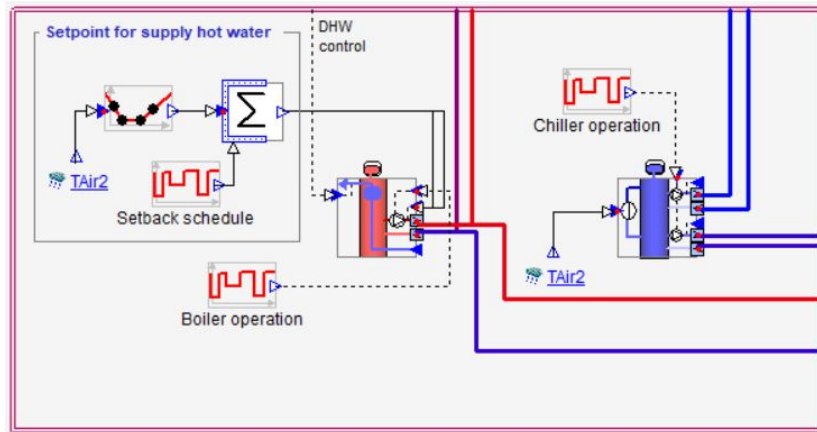 Setpoint for supply hot water
DHW
control
Σ
TAir2
Setback schedule
Boiler operation
Chiller operation
TAir2